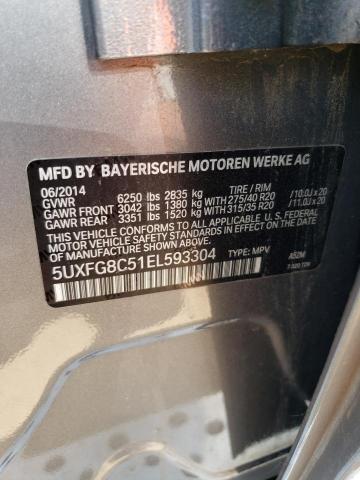 MFD BY BAYERISCHE MOTOREN WERKE AG
06/2014 TIRE / RIM
GVWR 6250 lbs 2835 kg
GAWR FRONT 3042 lbs 1380 kg WITH 275/40 R20 /10.0J x 20
GAWR REAR 3351 lbs 1520 kg WITH 315/35 R20 /11.0J x 20
THIS VEHICLE CONFORMS TO ALL APPLICABLE FEDERAL
MOTOR VEHICLE SAFETY STANDARDS IN EFFECT ON THE DATE
OF MANUFACTURE SHOWN ABOVE.
5UXFG8C51EL593304 TYPE: MPV A52M